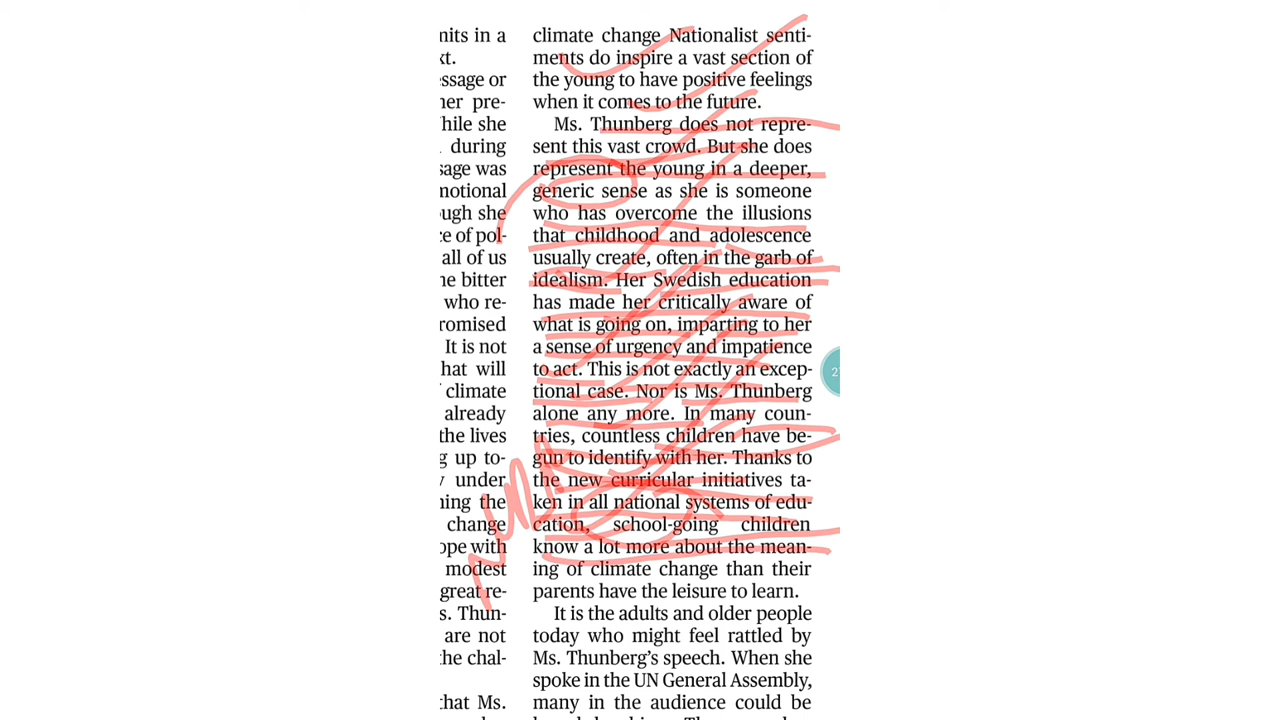 nits in a
xt.
ssage or
ner pre-
hile she
. during
sage was
notional
ugh she
e of pol-
all of us
ne bitter
who re-
romised
It is not
hat will
climate
already
the lives
g up to-
y under
ning the
change
ope with
modest
great re-
s. Thun-
are not
the chal-
that Ms.
climate change Nationalist senti-
ments do inspire a vast section of
the young to have positive feelings
when it comes to the future.
Ms. Thunberg does not repre-
sent this vast crowd. But she does
represent the young in a deeper,
generic sense as she is someone
who has overcome the illusions
that childhood and adolescence
usually create, often in the garb of
idealism. Her Swedish education
has made her critically aware of
what is going on, imparting to her
a sense of urgency and impatience
to act. This is not exactly an excep-
tional case. Nor is Ms. Thunberg
alone any more. In many coun-
tries, countless children have be-
gun to identify with her. Thanks to
the new curricular initiatives ta-
ken in all national systems of edu-
cation, school-going children
know a lot more about the mean-
ing of climate change than their
parents have the leisure to learn.
It is the adults and older people
today who might feel rattled by
Ms. Thunberg's speech. When she
spoke in the UN General Assembly,
many in the audience could be